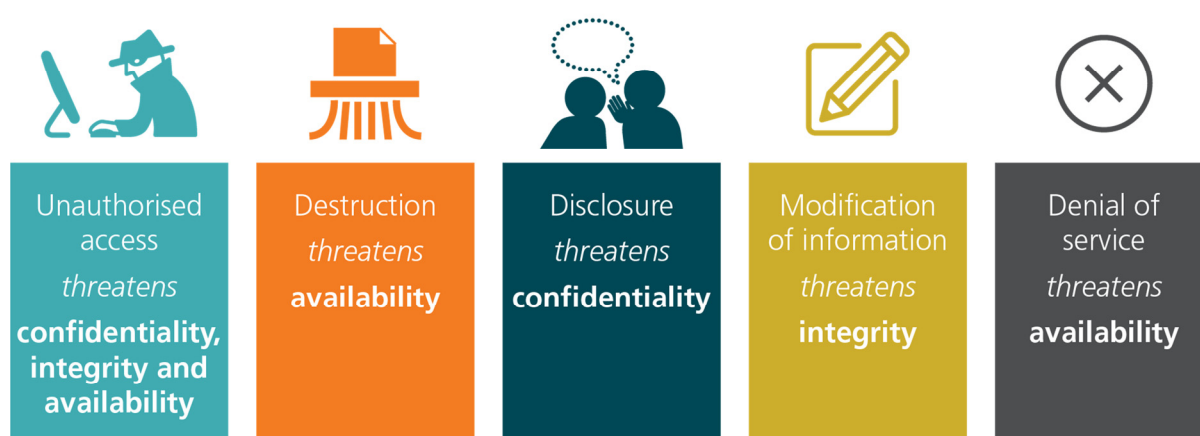 Unauthorised
access
threatens
confidentiality,
integrity and
availability
Destruction
threatens
availability
Disclosure
threatens
confidentiality
Modification
of information
threatens
integrity
Denial of
service
threatens
availability